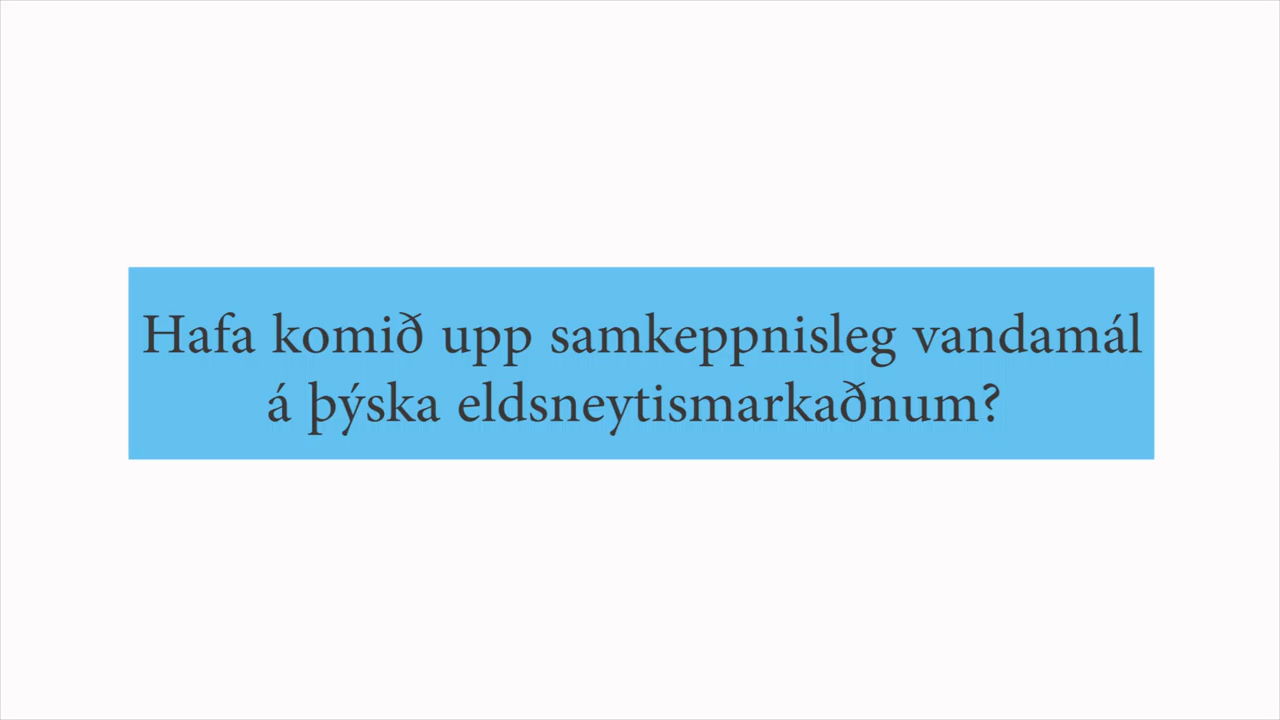 Hafa komið upp samkeppnisleg vandamál
á þýska eldsneytismarkaðnum?